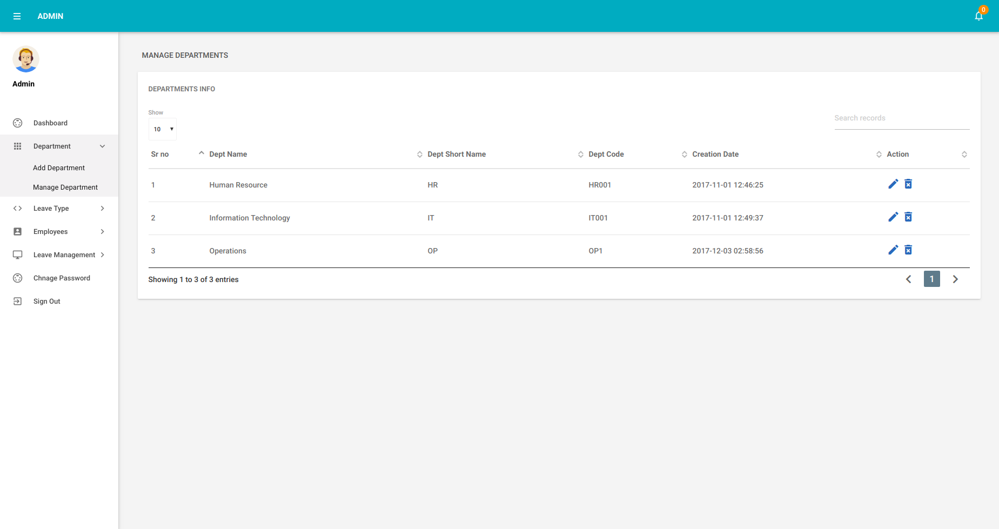 ADMIN
0
Admin
Dashboard
Department
Add Department
Manage Department
Leave Type
Employees
Leave Management
Chnage Password
Sign Out
MANAGE DEPARTMENTS
DEPARTMENTS INFO
Show
10
Search records
Sr no Dept Name Dept Short Name Dept Code Creation Date Action
1 Human Resource HR HR001 2017-11-01 12:46:25
2 Information Technology IT IT001 2017-11-01 12:49:37
3 Operations OP OP1 2017-12-03 02:58:56
Showing 1 to 3 of 3 entries
1